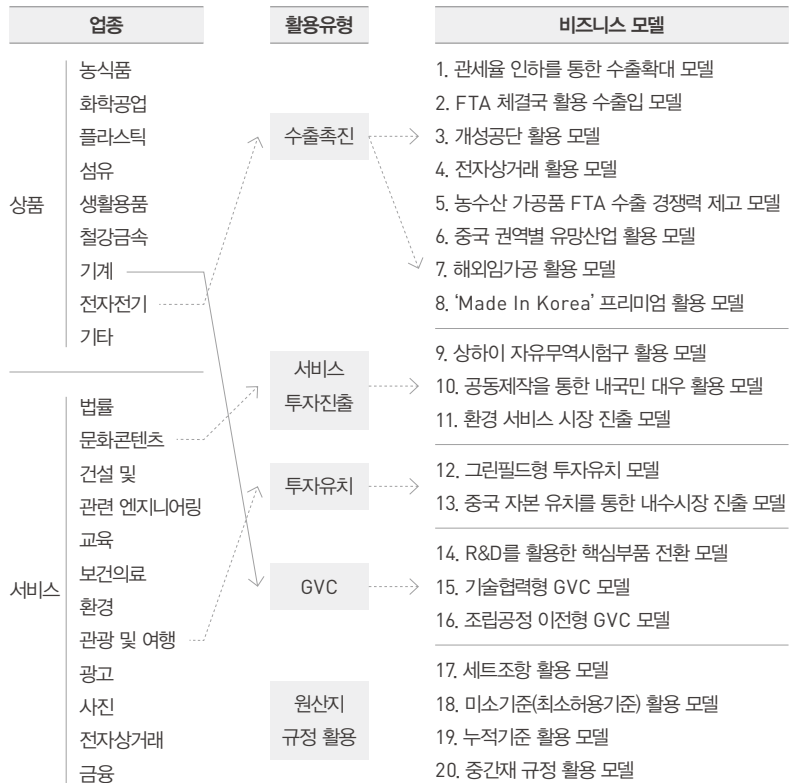 업종
활용유형
비즈니스 모델
상품
농식품
화학공업
플라스틱
섬유
생활용품
철강금속
기계
전자전기
기타
서비스
법률
문화콘텐츠
건설 및
관련 엔지니어링
교육
보건의료
환경
관광 및 여행
광고
사진
전자상거래
금융
수출촉진
서비스
투자진출
투자유치
GVC
원산지
규정 활용
1. 관세율 인하를 통한 수출확대 모델
2. FTA 체결국 활용 수출입 모델
3. 개성공단 활용 모델
4. 전자상거래 활용 모델
5. 농수산 가공품 FTA 수출 경쟁력 제고 모델
6. 중국 권역별 유망산업 활용 모델
7. 해외임가공 활용 모델
8. ‘Made In Korea’ 프리미엄 활용 모델
9. 상하이 자유무역시험구 활용 모델
10. 공동제작을 통한 내국민 대우 활용 모델
11. 환경 서비스 시장 진출 모델
12. 그린필드형 투자유치 모델
13. 중국 자본 유치를 통한 내수시장 진출 모델
14. R&D를 활용한 핵심부품 전환 모델
15. 기술협력형 GVC 모델
16. 조립공정 이전형 GVC 모델
17. 세트조항 활용 모델
18. 미소기준(최소허용기준) 활용 모델
19. 누적기준 활용 모델
20. 중간재 규정 활용 모델